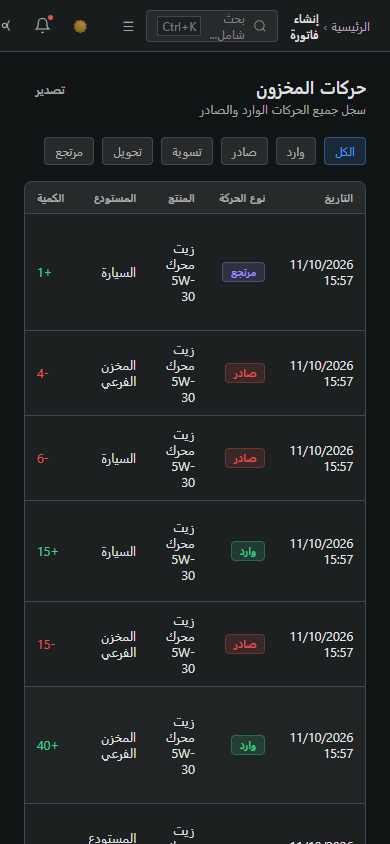 الرئيسية › إنشاء فاتورة
بحث شامل... Ctrl+K
حركات المخزون
تصدير
سجل جميع الحركات الوارد والصادر
الكل وارد صادر تسوية تحويل مرتجع
التاريخ نوع الحركة المنتج المستودع الكمية
11/10/2026 15:57 مرتجع زيت محرك 5W-30 السيارة +1
11/10/2026 15:57 صادر زيت محرك 5W-30 المخزن الفرعي -4
11/10/2026 15:57 صادر زيت محرك 5W-30 السيارة -6
11/10/2026 15:57 وارد زيت محرك 5W-30 السيارة +15
11/10/2026 15:57 صادر زيت محرك 5W-30 المخزن الفرعي -15
11/10/2026 15:57 وارد زيت محرك 5W-30 المخزن الفرعي +40
زيت محرك المستودع